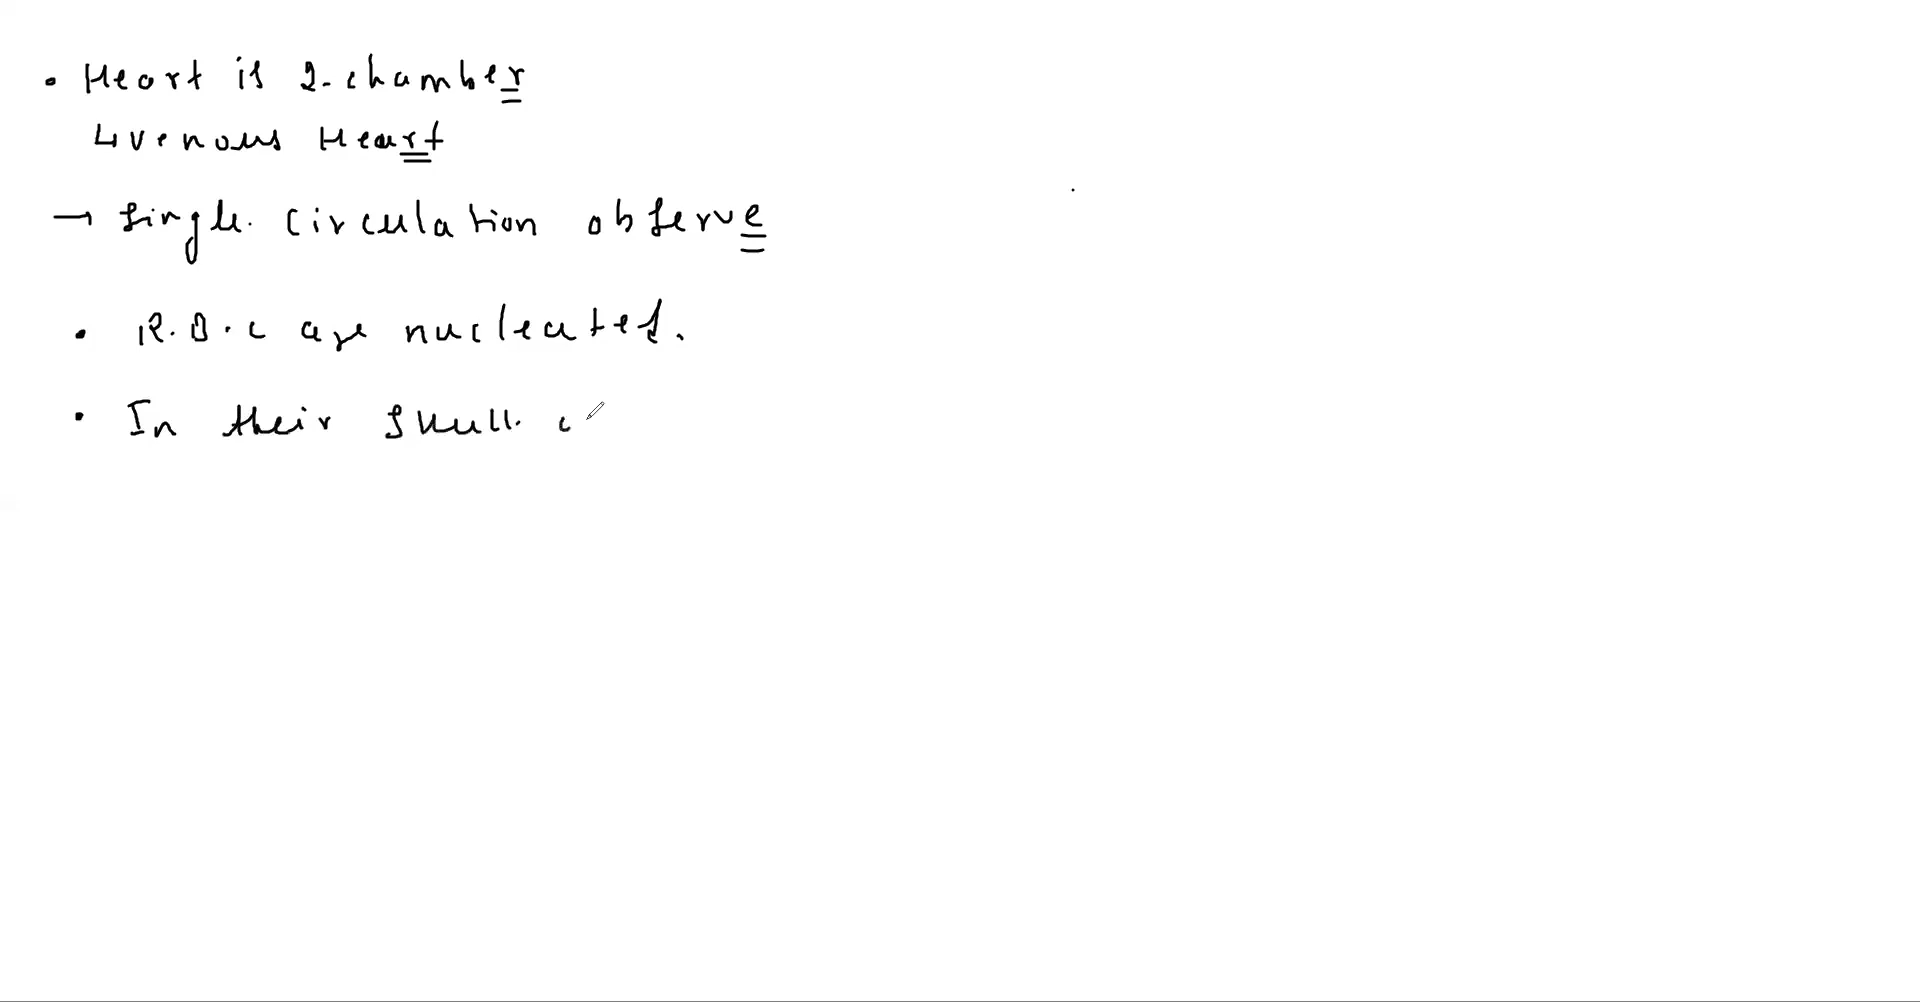 • Heart is 2-chamber
↳ venous Heart
→ Single circulation observe
• R.B.C are nucleated.
• In their skull